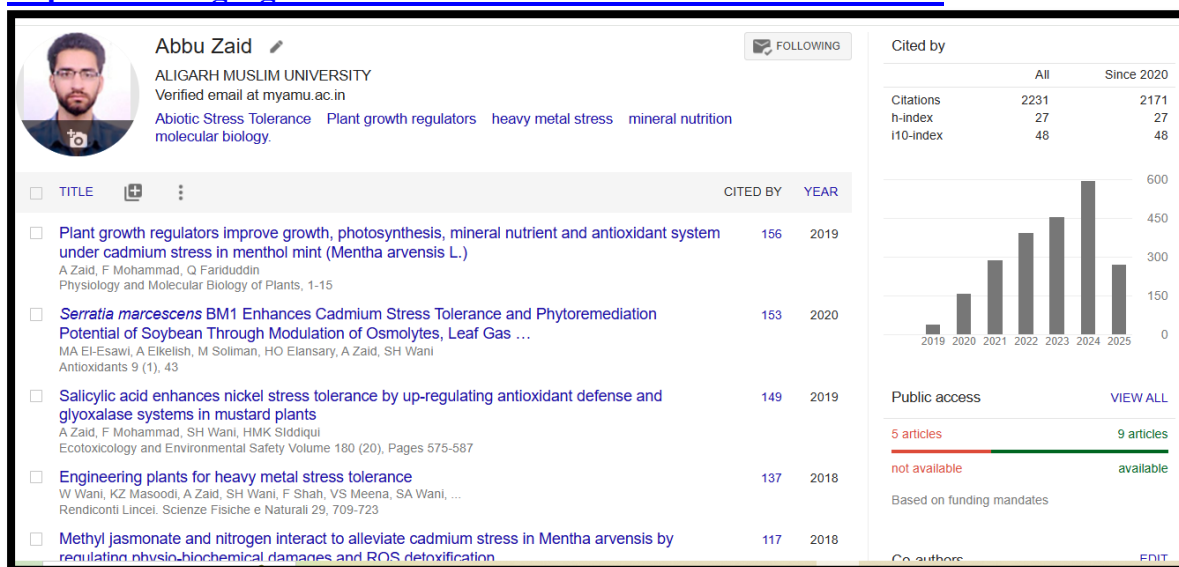 Abbu Zaid
FOLLOWING
ALIGARH MUSLIM UNIVERSITY
Verified email at myamu.ac.in
Abiotic Stress Tolerance Plant growth regulators heavy metal stress mineral nutrition
molecular biology.
TITLE CITED BY YEAR
Plant growth regulators improve growth, photosynthesis, mineral nutrient and antioxidant system 156 2019
under cadmium stress in menthol mint (Mentha arvensis L.)
A Zaid, F Mohammad, Q Fariduddin
Physiology and Molecular Biology of Plants, 1-15
Serratia marcescens BM1 Enhances Cadmium Stress Tolerance and Phytoremediation 153 2020
Potential of Soybean Through Modulation of Osmolytes, Leaf Gas …
MA El-Esawi, A Elkelish, M Soliman, HO Elansary, A Zaid, SH Wani
Antioxidants 9 (1), 43
Salicylic acid enhances nickel stress tolerance by up-regulating antioxidant defense and 149 2019
glyoxalase systems in mustard plants
A Zaid, F Mohammad, SH Wani, HMK SIddiqui
Ecotoxicology and Environmental Safety Volume 180 (20), Pages 575-587
Engineering plants for heavy metal stress tolerance 137 2018
W Wani, KZ Masoodi, A Zaid, SH Wani, F Shah, VS Meena, SA Wani, ...
Rendiconti Lincei. Scienze Fisiche e Naturali 29, 709-723
Methyl jasmonate and nitrogen interact to alleviate cadmium stress in Mentha arvensis by 117 2018
regulating physio-biochemical damages and ROS detoxification
Cited by
All Since 2020
Citations 2231 2171
h-index 27 27
i10-index 48 48
600
450
300
150
0
2019 2020 2021 2022 2023 2024 2025
Public access VIEW ALL
5 articles 9 articles
not available available
Based on funding mandates
Co-authors EDIT